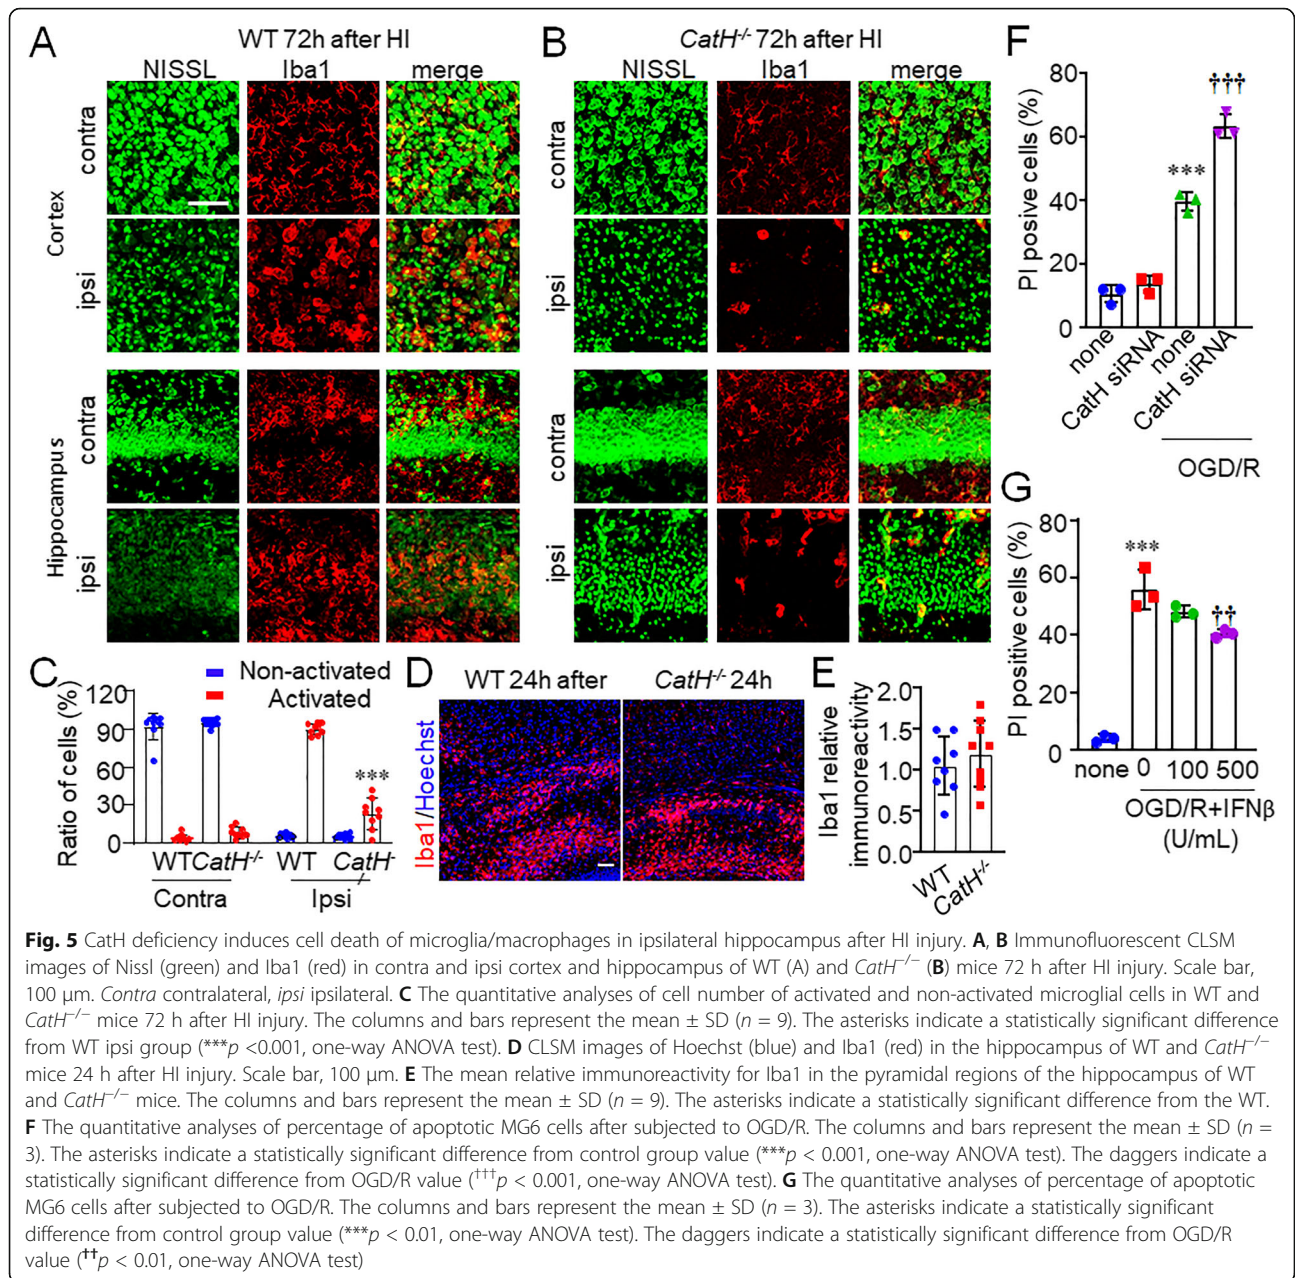 A
WT 72h after HI
NISSL Iba1 merge
Cortex
contra
ipsi
Hippocampus
contra
ipsi
B
CatH-/- 72h after HI
NISSL Iba1 merge
contra
ipsi
contra
ipsi
C
Non-activated
Activated
Ratio of cells (%)
120
90
60
30
0
***
WT CatH-/- WT CatH-/
Contra Ipsi
D
WT 24h after CatH-/- 24h
Iba1/Hoechst
E
Iba1 relative
immunoreactivity
2.0
1.5
1.0
0.5
0.0
WT
CatH-/-
F
PI positive cells (%)
80
60
40
20
0
***
†††
none
CatH siRNA
none
CatH siRNA
OGD/R
G
PI positive cells (%)
80
60
40
20
0
***
††
none 0 100 500
OGD/R+IFNβ
(U/mL)
Fig. 5 CatH deficiency induces cell death of microglia/macrophages in ipsilateral hippocampus after HI injury. A, B Immunofluorescent CLSM
images of Nissl (green) and Iba1 (red) in contra and ipsi cortex and hippocampus of WT (A) and CatH−/− (B) mice 72 h after HI injury. Scale bar,
100 μm. Contra contralateral, ipsi ipsilateral. C The quantitative analyses of cell number of activated and non-activated microglial cells in WT and
CatH−/− mice 72 h after HI injury. The columns and bars represent the mean ± SD (n = 9). The asterisks indicate a statistically significant difference
from WT ipsi group (***p <0.001, one-way ANOVA test). D CLSM images of Hoechst (blue) and Iba1 (red) in the hippocampus of WT and CatH−/−
mice 24 h after HI injury. Scale bar, 100 μm. E The mean relative immunoreactivity for Iba1 in the pyramidal regions of the hippocampus of WT
and CatH−/− mice. The columns and bars represent the mean ± SD (n = 9). The asterisks indicate a statistically significant difference from the WT.
F The quantitative analyses of percentage of apoptotic MG6 cells after subjected to OGD/R. The columns and bars represent the mean ± SD (n =
3). The asterisks indicate a statistically significant difference from control group value (***p < 0.001, one-way ANOVA test). The daggers indicate a
statistically significant difference from OGD/R value (†††p < 0.001, one-way ANOVA test). G The quantitative analyses of percentage of apoptotic
MG6 cells after subjected to OGD/R. The columns and bars represent the mean ± SD (n = 3). The asterisks indicate a statistically significant
difference from control group value (***p < 0.01, one-way ANOVA test). The daggers indicate a statistically significant difference from OGD/R
value (††p < 0.01, one-way ANOVA test)